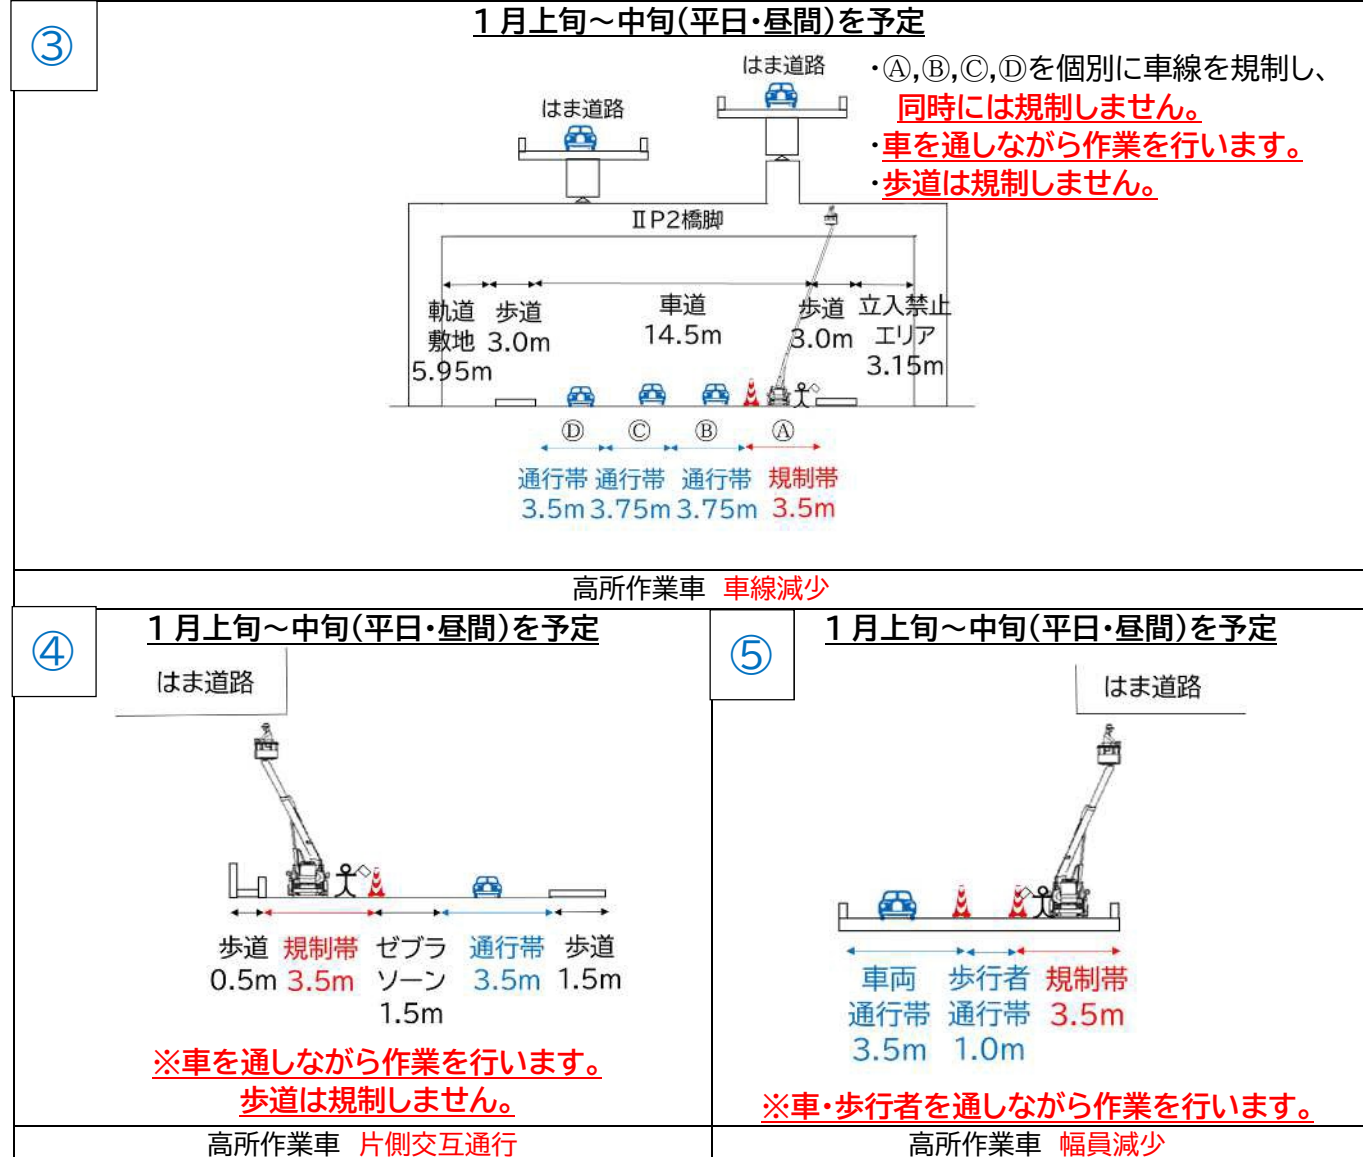 ③
1月上旬～中旬(平日・昼間)を予定
・Ⓐ,Ⓑ,Ⓒ,Ⓓを個別に車線を規制し、
同時には規制しません。
・車を通しながら作業を行います。
・歩道は規制しません。
はま道路
はま道路
ⅡP2橋脚
軌道
敷地
5.95m
歩道
3.0m
車道
14.5m
歩道
3.0m
立入禁止
エリア
3.15m
Ⓓ Ⓒ Ⓑ Ⓐ
通行帯 通行帯 通行帯 規制帯
3.5m 3.75m 3.75m 3.5m
高所作業車 車線減少
④
1月上旬～中旬(平日・昼間)を予定
はま道路
歩道
0.5m
規制帯
3.5m
ゼブラ
ソーン
1.5m
通行帯
3.5m
歩道
1.5m
※車を通しながら作業を行います。
歩道は規制しません。
高所作業車 片側交互通行
⑤
1月上旬～中旬(平日・昼間)を予定
はま道路
車両
通行帯
3.5m
歩行者
通行帯
1.0m
規制帯
3.5m
※車・歩行者を通しながら作業を行います。
高所作業車 幅員減少